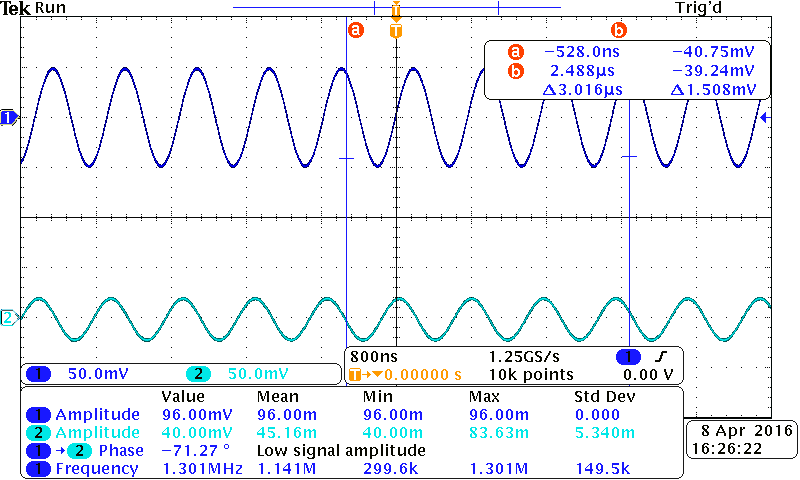 Tek Run Trig'd
T
a b
T
a −528.0ns −40.75mV
b 2.488µs −39.24mV
Δ3.016µs Δ1.508mV
1
2
1 50.0mV 2 50.0mV
800ns 1.25GS/s 1
T→▼0.00000 s 10k points 0.00 V
Value Mean Min Max Std Dev
1 Amplitude 96.00mV 96.00m 96.00m 96.00m 0.000
2 Amplitude 40.00mV 45.16m 40.00m 83.63m 5.340m
1 → 2 Phase −71.27 ° Low signal amplitude
1 Frequency 1.301MHz 1.141M 299.6k 1.301M 149.5k
8 Apr 2016
16:26:22